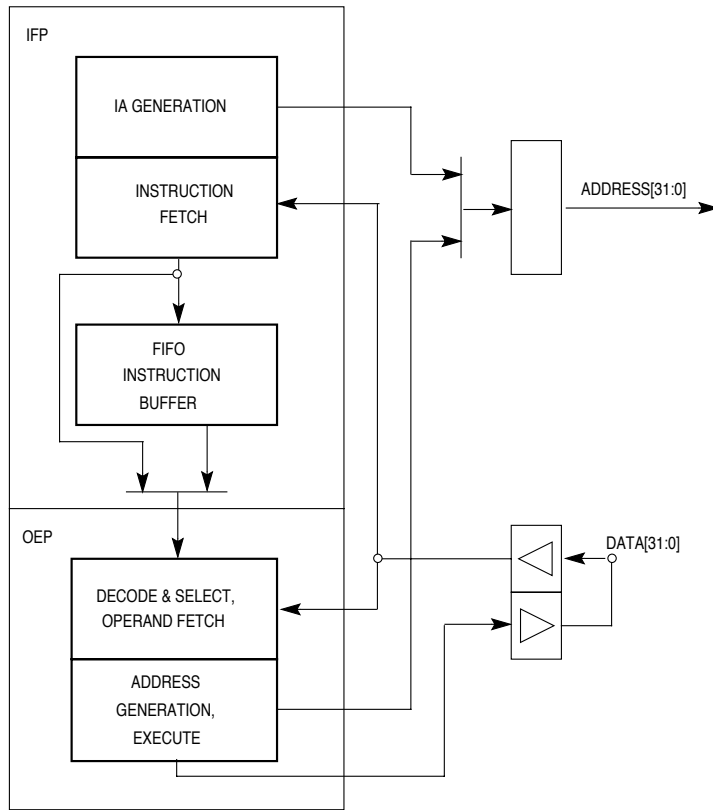 IFP
IA GENERATION
INSTRUCTION
FETCH
FIFO
INSTRUCTION
BUFFER
ADDRESS[31:0]
OEP
DECODE & SELECT,
OPERAND FETCH
ADDRESS
GENERATION,
EXECUTE
DATA[31:0]